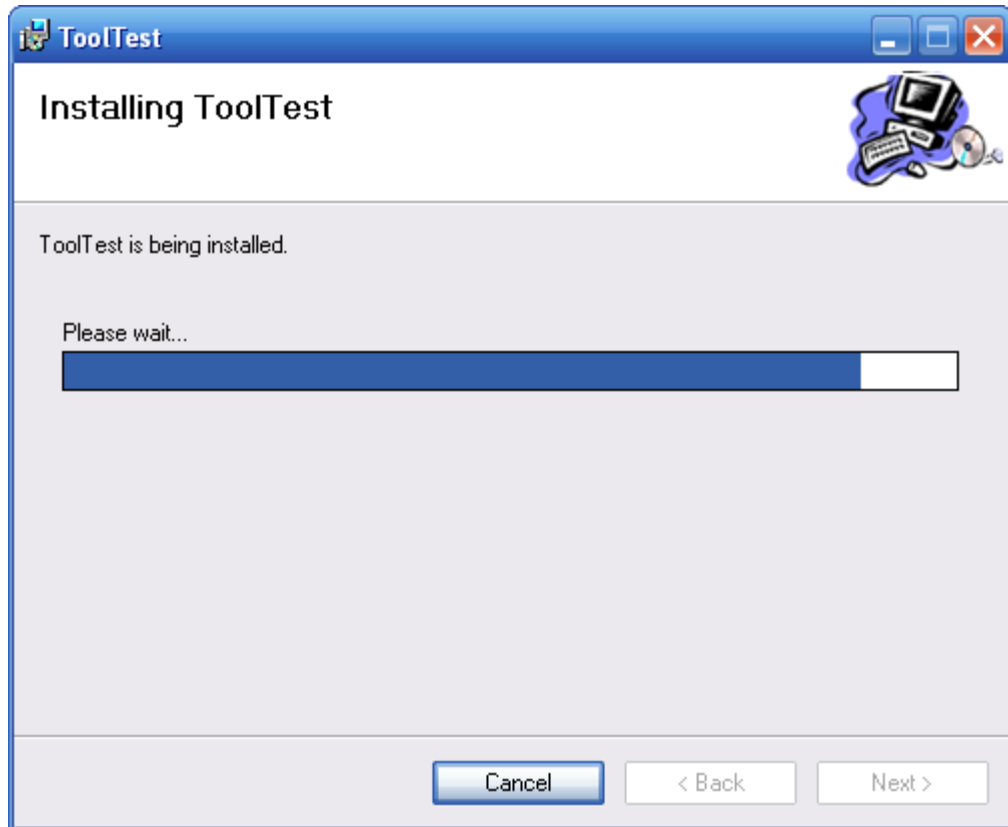 ToolTest
Installing ToolTest
ToolTest is being installed.
Please wait...
Cancel
< Back
Next >